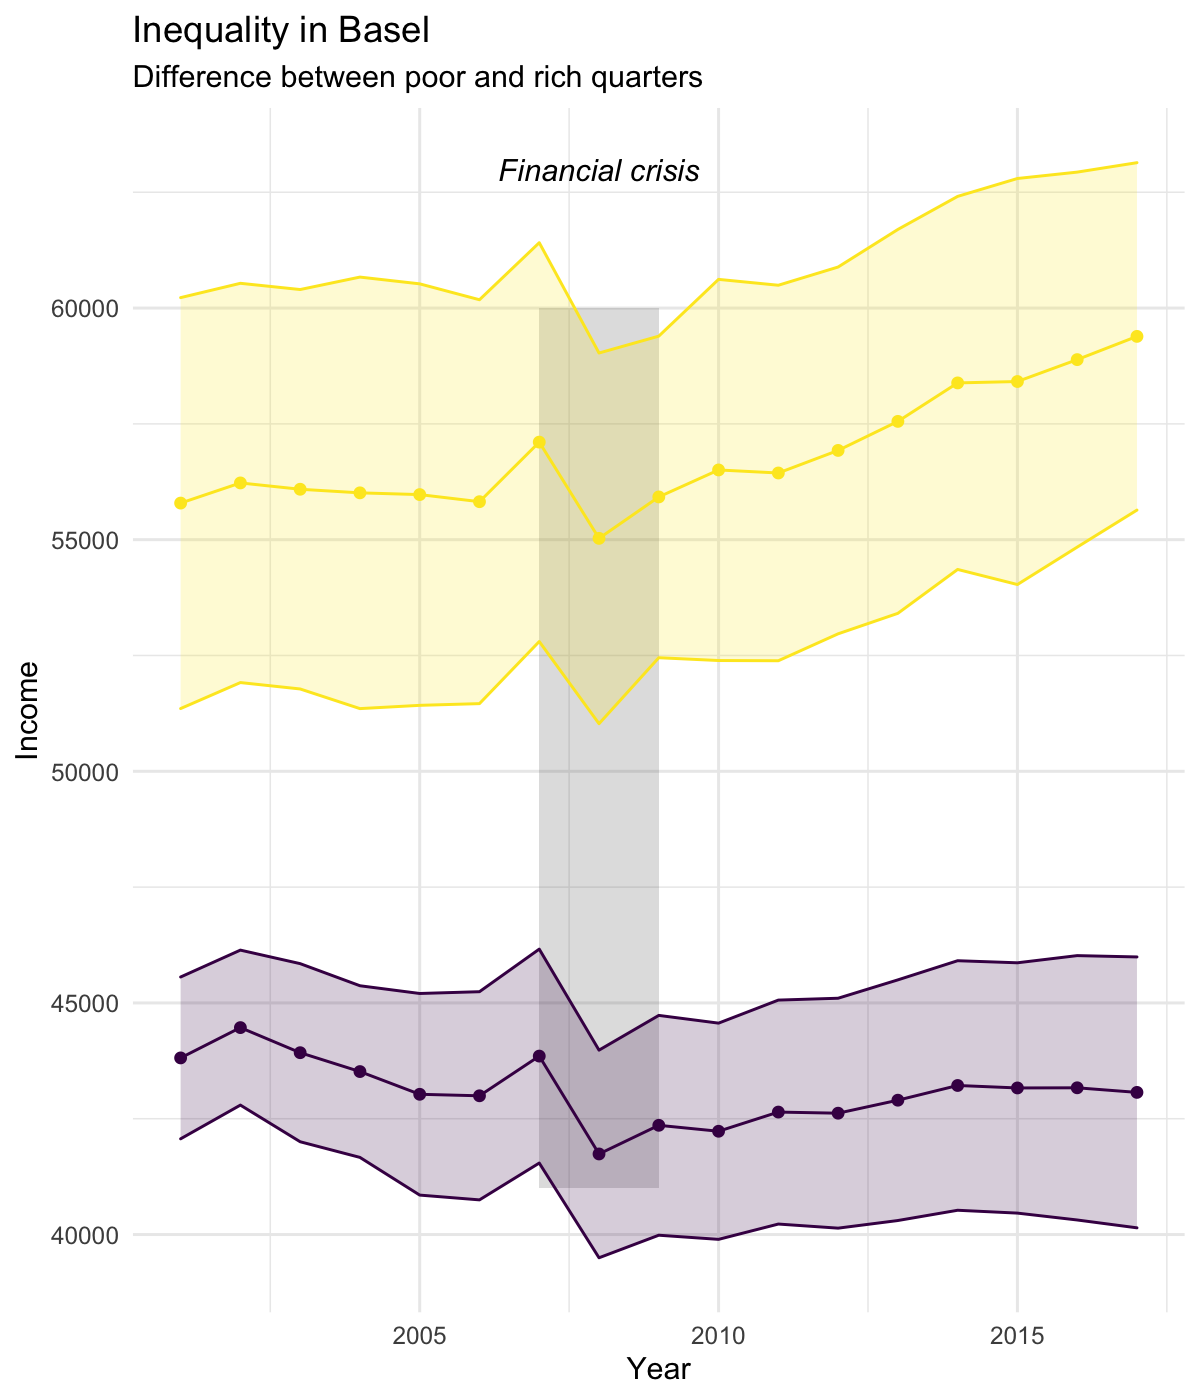 Inequality in Basel
Difference between poor and rich quarters
Financial crisis
60000
55000
50000
45000
40000
Income
2005 2010 2015
Year